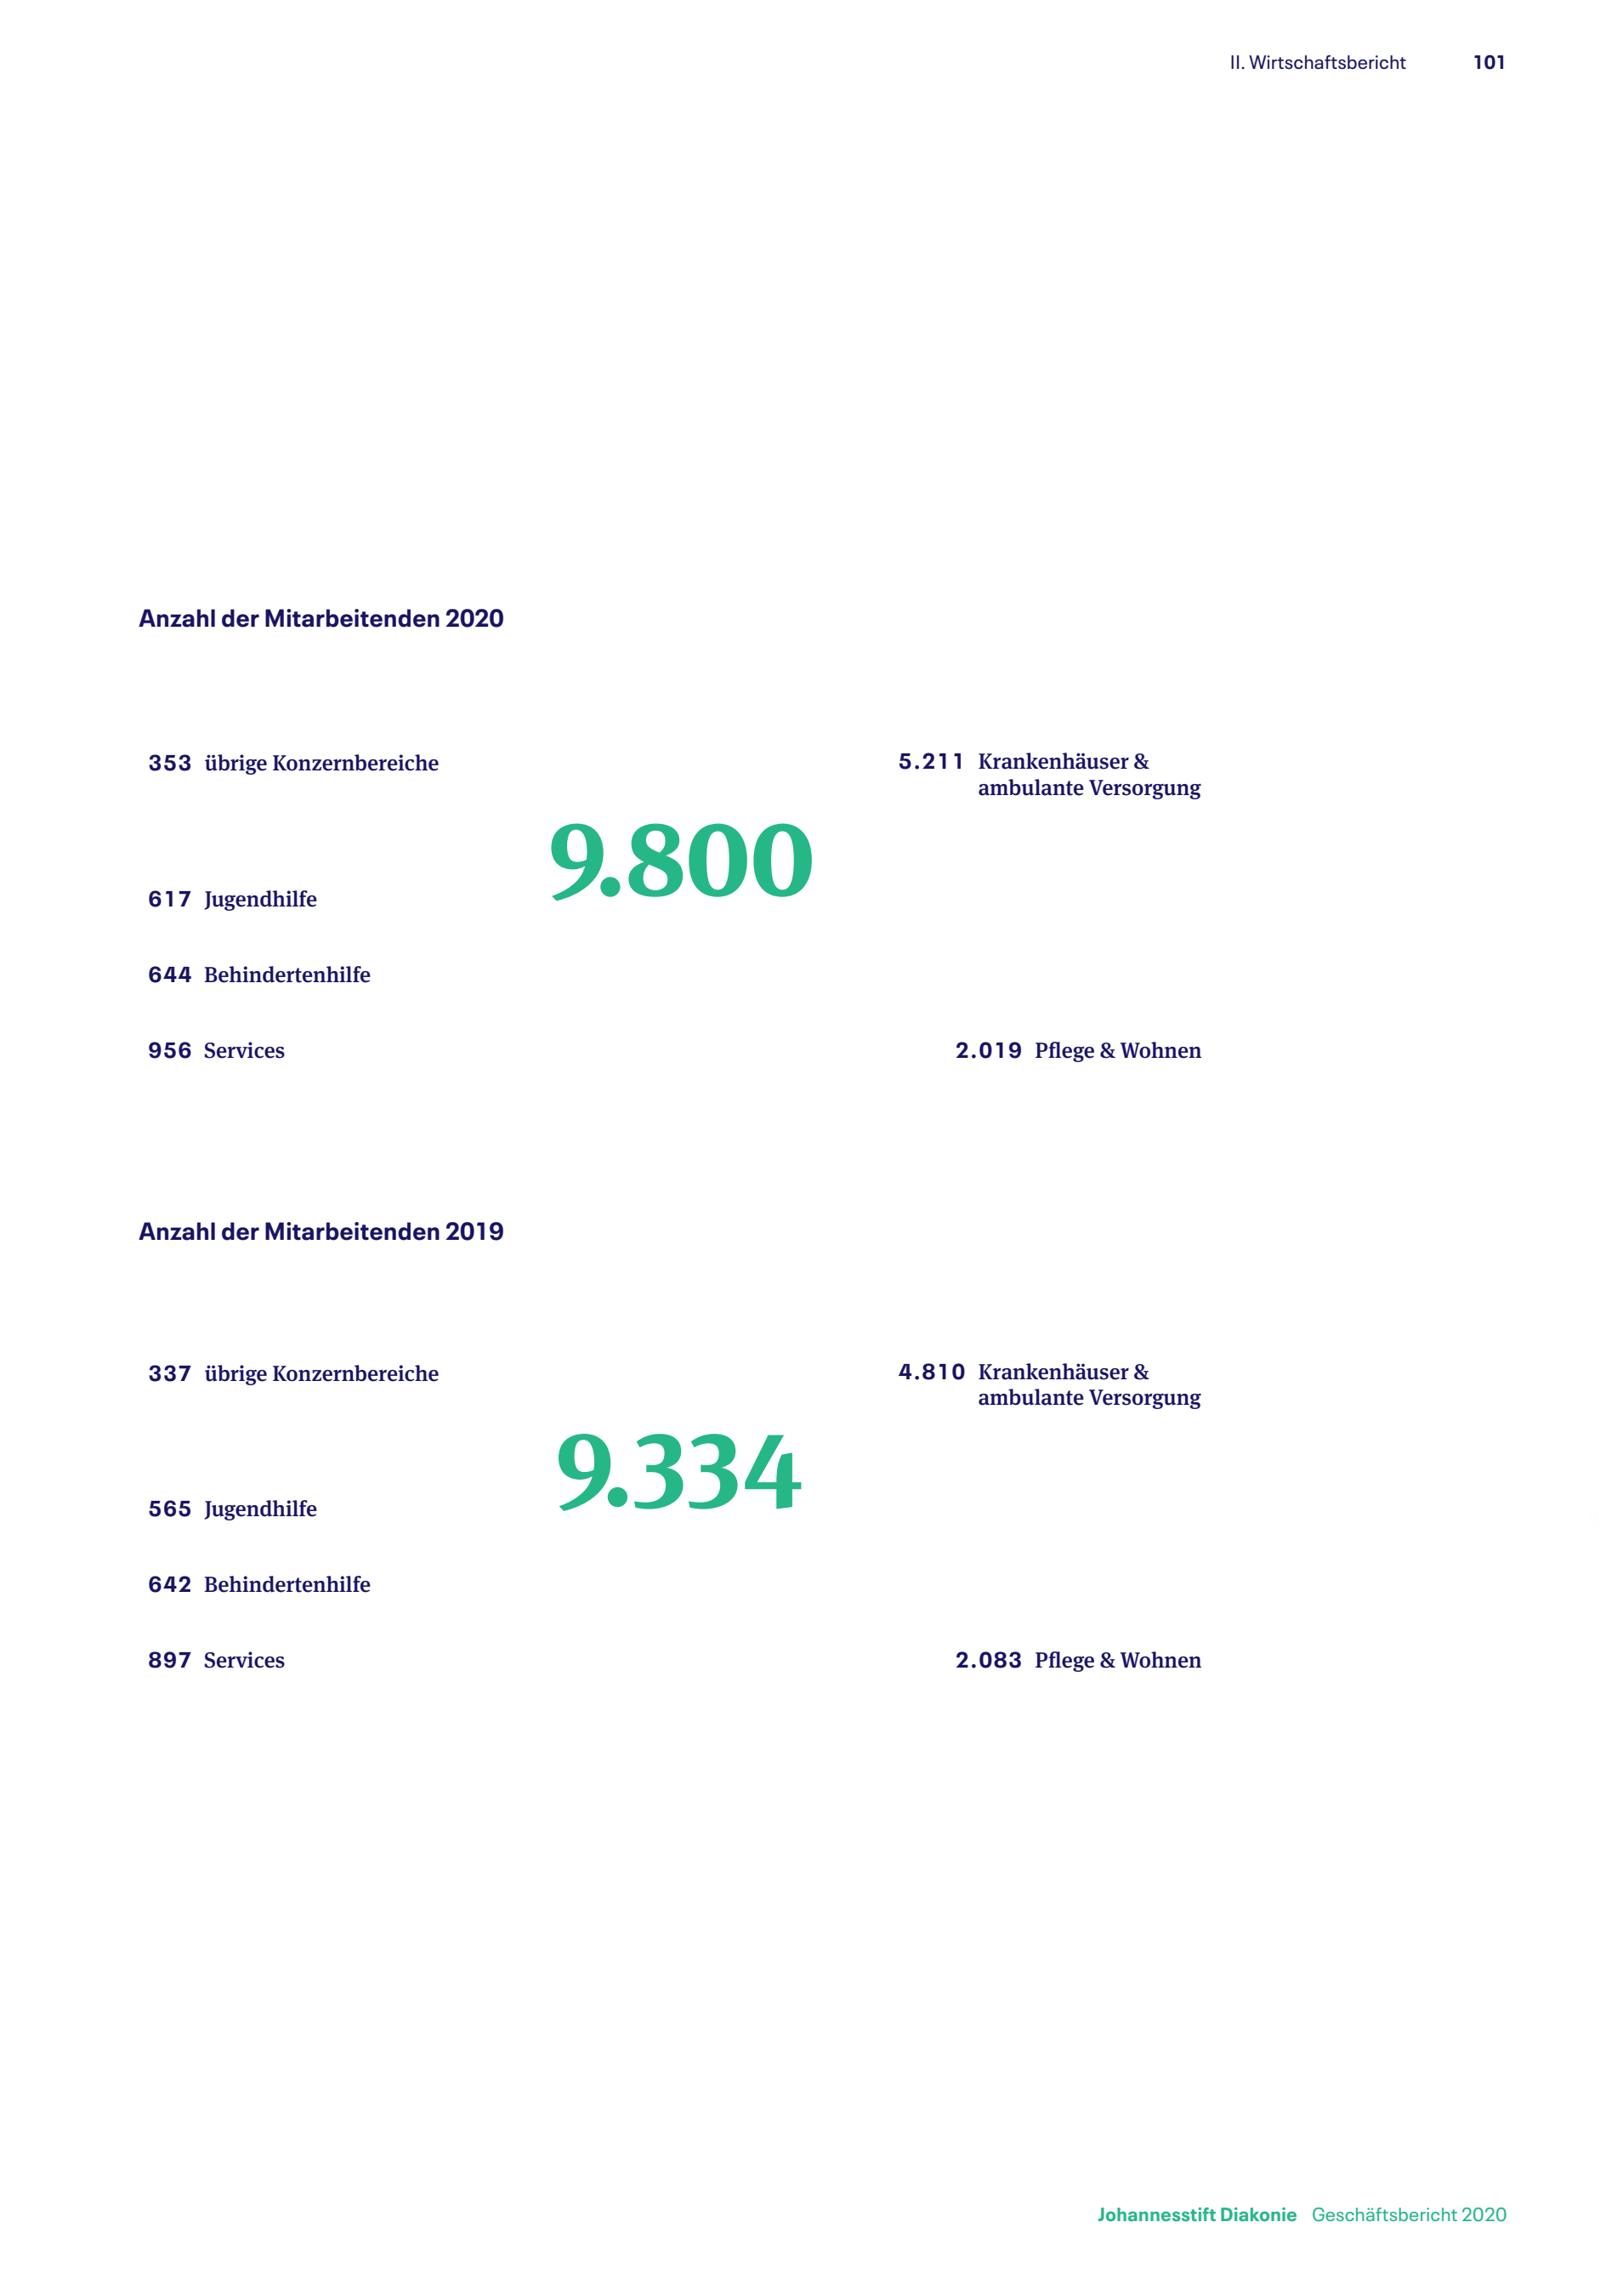 II. Wirtschaftsbericht 101
Anzahl der Mitarbeitenden 2020
353 übrige Konzernbereiche
5.211 Krankenhäuser &
ambulante Versorgung
9.800
617 Jugendhilfe
644 Behindertenhilfe
956 Services
2.019 Pflege & Wohnen
Anzahl der Mitarbeitenden 2019
337 übrige Konzernbereiche
4.810 Krankenhäuser &
ambulante Versorgung
9.334
565 Jugendhilfe
642 Behindertenhilfe
897 Services
2.083 Pflege & Wohnen
Johannesstift Diakonie Geschäftsbericht 2020